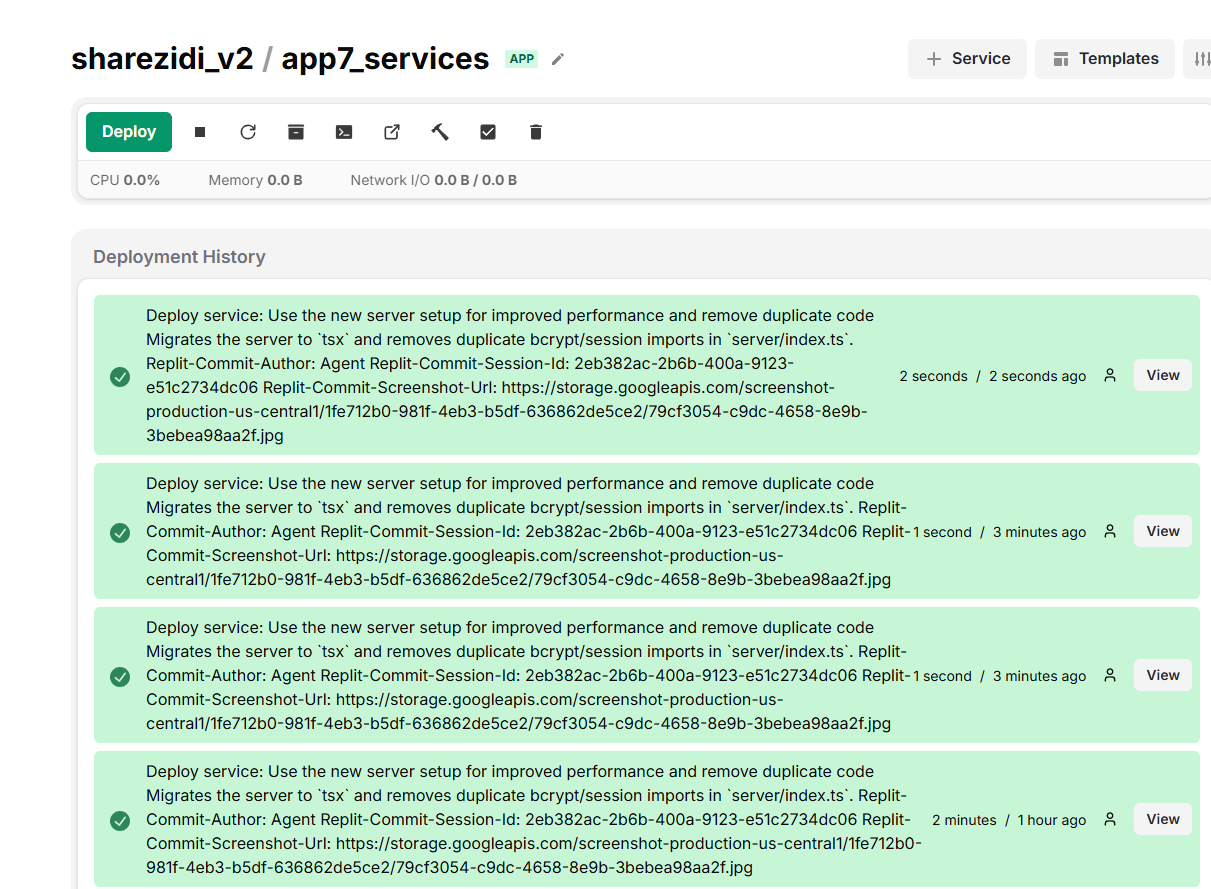 sharezidi_v2 / app7_services APP
+ Service
Templates
Deploy
CPU 0.0%
Memory 0.0 B
Network I/O 0.0 B / 0.0 B
Deployment History
Deploy service: Use the new server setup for improved performance and remove duplicate code
Migrates the server to `tsx` and removes duplicate bcrypt/session imports in `server/index.ts`.
Replit-Commit-Author: Agent Replit-Commit-Session-Id: 2eb382ac-2b6b-400a-9123-
e51c2734dc06 Replit-Commit-Screenshot-Url: https://storage.googleapis.com/screenshot-
production-us-central1/1fe712b0-981f-4eb3-b5df-636862de5ce2/79cf3054-c9dc-4658-8e9b-
3bebea98aa2f.jpg
2 seconds / 2 seconds ago
View
Deploy service: Use the new server setup for improved performance and remove duplicate code
Migrates the server to `tsx` and removes duplicate bcrypt/session imports in `server/index.ts`. Replit-
Commit-Author: Agent Replit-Commit-Session-Id: 2eb382ac-2b6b-400a-9123-e51c2734dc06 Replit-
Commit-Screenshot-Url: https://storage.googleapis.com/screenshot-production-us-
central1/1fe712b0-981f-4eb3-b5df-636862de5ce2/79cf3054-c9dc-4658-8e9b-3bebea98aa2f.jpg
1 second / 3 minutes ago
View
Deploy service: Use the new server setup for improved performance and remove duplicate code
Migrates the server to `tsx` and removes duplicate bcrypt/session imports in `server/index.ts`. Replit-
Commit-Author: Agent Replit-Commit-Session-Id: 2eb382ac-2b6b-400a-9123-e51c2734dc06 Replit-
Commit-Screenshot-Url: https://storage.googleapis.com/screenshot-production-us-
central1/1fe712b0-981f-4eb3-b5df-636862de5ce2/79cf3054-c9dc-4658-8e9b-3bebea98aa2f.jpg
1 second / 3 minutes ago
View
Deploy service: Use the new server setup for improved performance and remove duplicate code
Migrates the server to `tsx` and removes duplicate bcrypt/session imports in `server/index.ts`. Replit-
Commit-Author: Agent Replit-Commit-Session-Id: 2eb382ac-2b6b-400a-9123-e51c2734dc06 Replit-
Commit-Screenshot-Url: https://storage.googleapis.com/screenshot-production-us-central1/1fe712b0-
981f-4eb3-b5df-636862de5ce2/79cf3054-c9dc-4658-8e9b-3bebea98aa2f.jpg
2 minutes / 1 hour ago
View